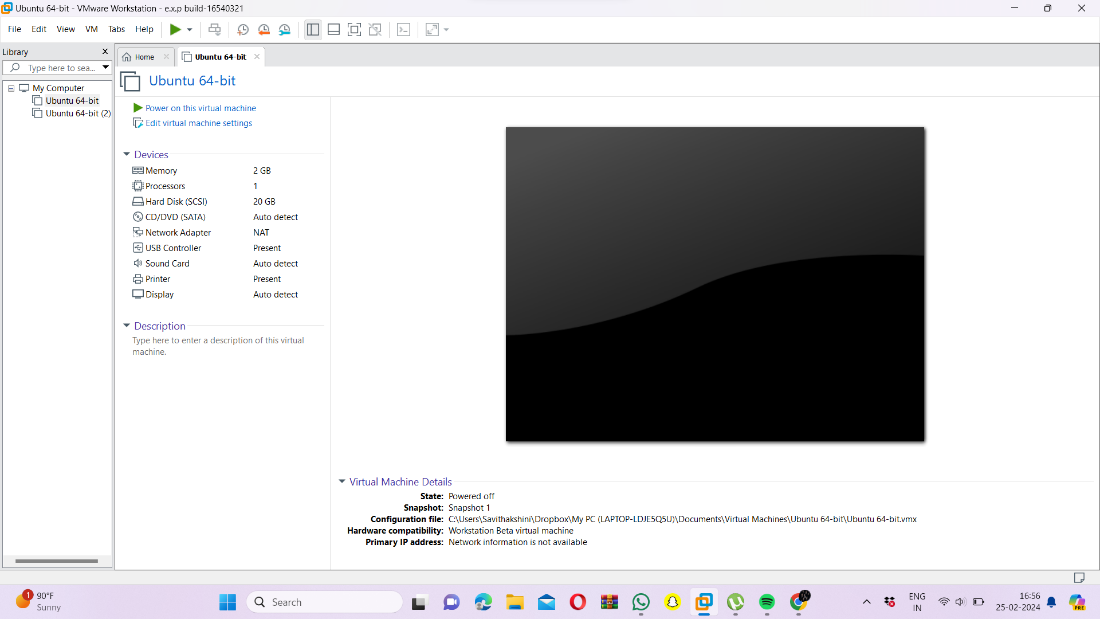 Ubuntu 64-bit - VMware Workstation - e.x.p build-16540321
File Edit View VM Tabs Help
Library
Type here to sea...
My Computer
Ubuntu 64-bit
Ubuntu 64-bit (2)
Home
Ubuntu 64-bit
Ubuntu 64-bit
Power on this virtual machine
Edit virtual machine settings
Devices
Memory 2 GB
Processors 1
Hard Disk (SCSI) 20 GB
CD/DVD (SATA) Auto detect
Network Adapter NAT
USB Controller Present
Sound Card Auto detect
Printer Present
Display Auto detect
Description
Type here to enter a description of this virtual
machine.
Virtual Machine Details
State: Powered off
Snapshot: Snapshot 1
Configuration file: C:\Users\Savithakshini\Dropbox\My PC (LAPTOP-LDJE5Q5U)\Documents\Virtual Machines\Ubuntu 64-bit\Ubuntu 64-bit.vmx
Hardware compatibility: Workstation Beta virtual machine
Primary IP address: Network information is not available
1
90°F
Sunny
Search
ENG
IN
16:56
25-02-2024
PRE